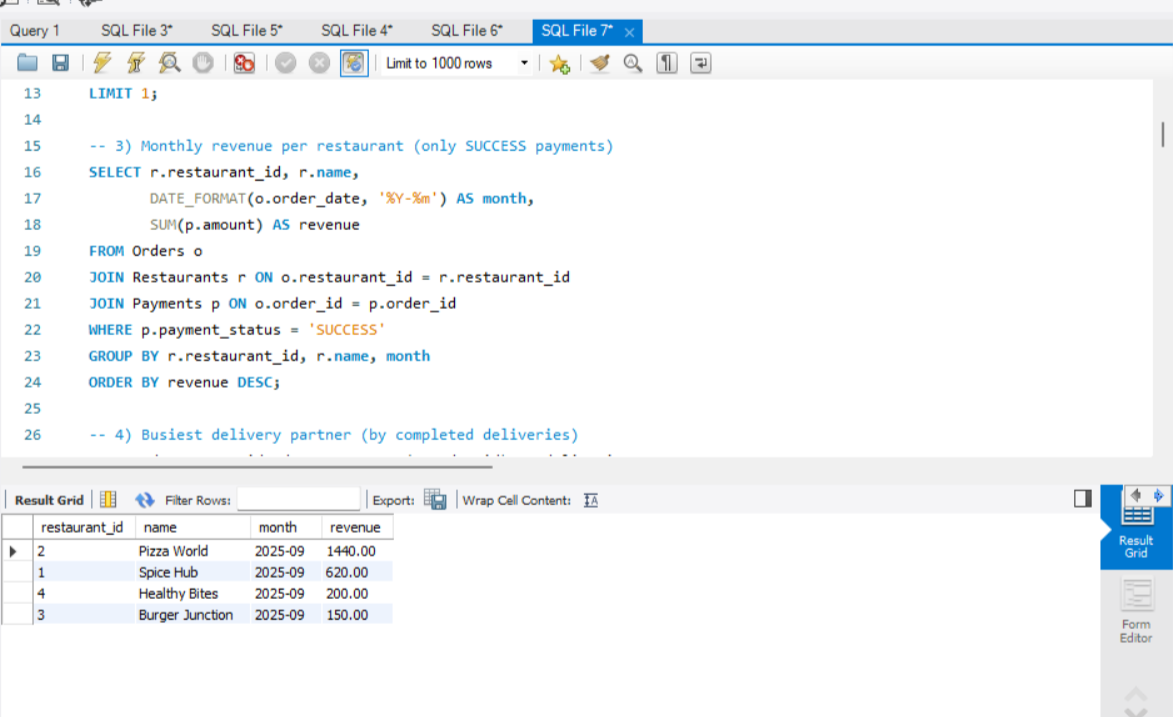 Query 1 SQL File 3* SQL File 5* SQL File 4* SQL File 6* SQL File 7*
Limit to 1000 rows
13 LIMIT 1;
14
15 -- 3) Monthly revenue per restaurant (only SUCCESS payments)
16 SELECT r.restaurant_id, r.name,
17 DATE_FORMAT(o.order_date, '%Y-%m') AS month,
18 SUM(p.amount) AS revenue
19 FROM Orders o
20 JOIN Restaurants r ON o.restaurant_id = r.restaurant_id
21 JOIN Payments p ON o.order_id = p.order_id
22 WHERE p.payment_status = 'SUCCESS'
23 GROUP BY r.restaurant_id, r.name, month
24 ORDER BY revenue DESC;
25
26 -- 4) Busiest delivery partner (by completed deliveries)
Result Grid Filter Rows: Export: Wrap Cell Content:
restaurant_id name month revenue
2 Pizza World 2025-09 1440.00
1 Spice Hub 2025-09 620.00
4 Healthy Bites 2025-09 200.00
3 Burger Junction 2025-09 150.00
Result
Grid
Form
Editor